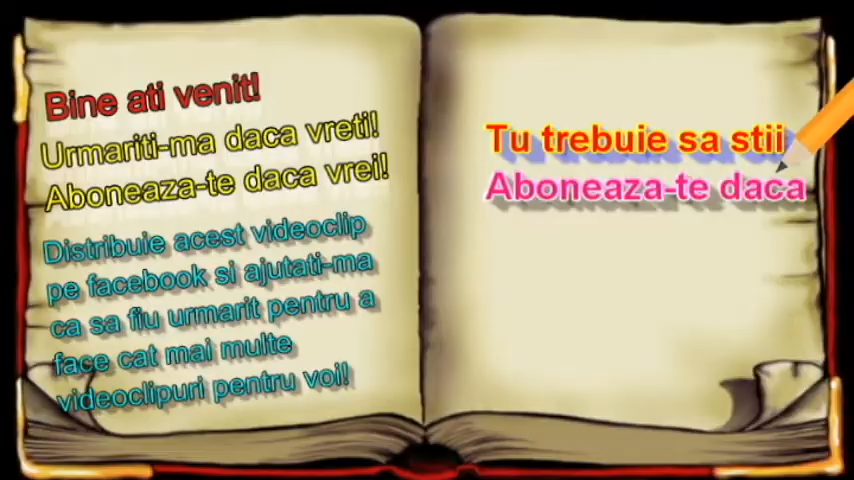 Bine ati venit!
Urmariti-ma daca vreti!
Aboneaza-te daca vrei!
Distribuie acest videoclip
pe facebook si ajutati-ma
ca sa fiu urmarit pentru a
face cat mai multe
videoclipuri pentru voi!
Tu trebuie sa stii
Aboneaza-te daca